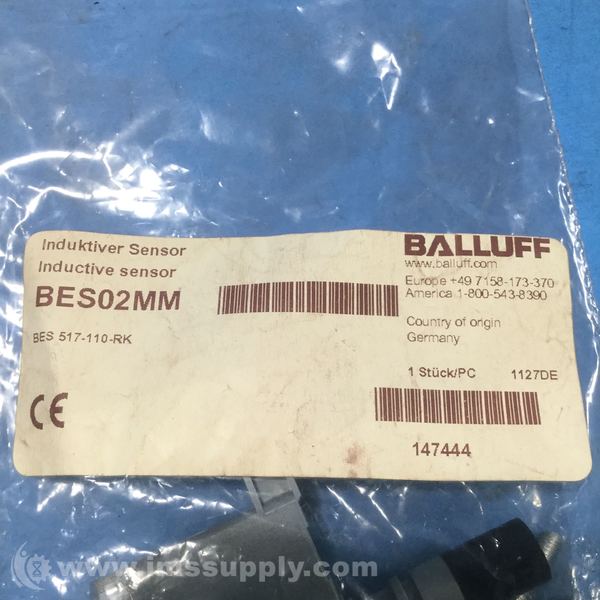 Induktiver Sensor
Inductive sensor
BES02MM
BES 517-110-RK
CE
BALLUFF
www.balluff.com
Europe +49 7158-173-370
America 1-800-543-8390
Country of origin
Germany
1 Stück/PC 1127DE
147444
www.imssupply.com